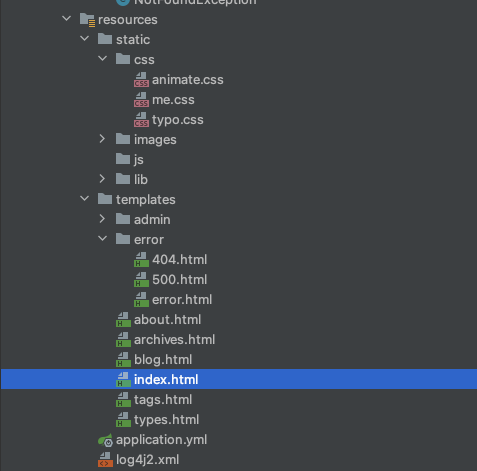 NotFoundException
resources
static
css
animate.css
me.css
typo.css
images
js
lib
templates
admin
error
404.html
500.html
error.html
about.html
archives.html
blog.html
index.html
tags.html
types.html
application.yml
log4j2.xml